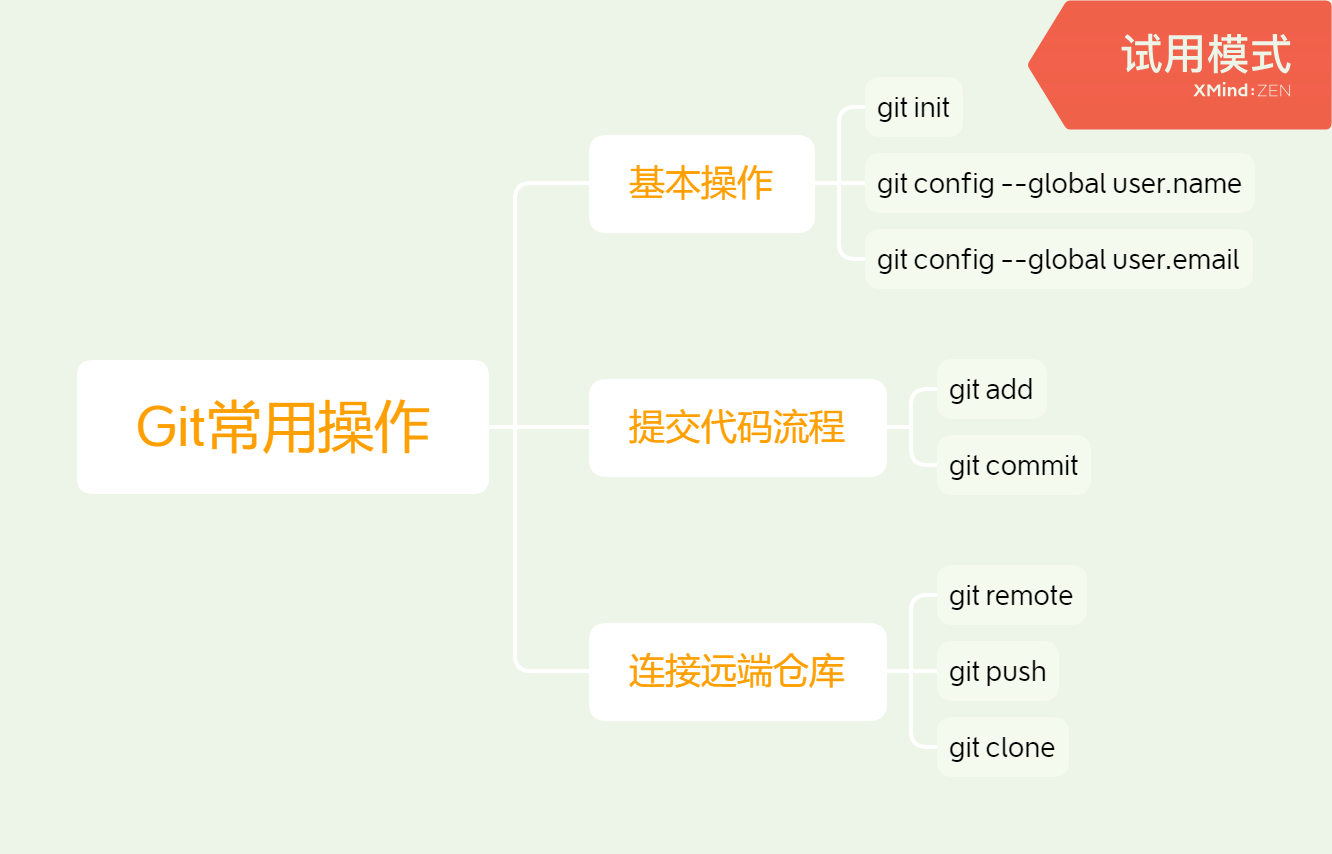 试用模式
XMind:ZEN
Git常用操作
基本操作
git init
git config --global user.name
git config --global user.email
提交代码流程
git add
git commit
连接远端仓库
git remote
git push
git clone